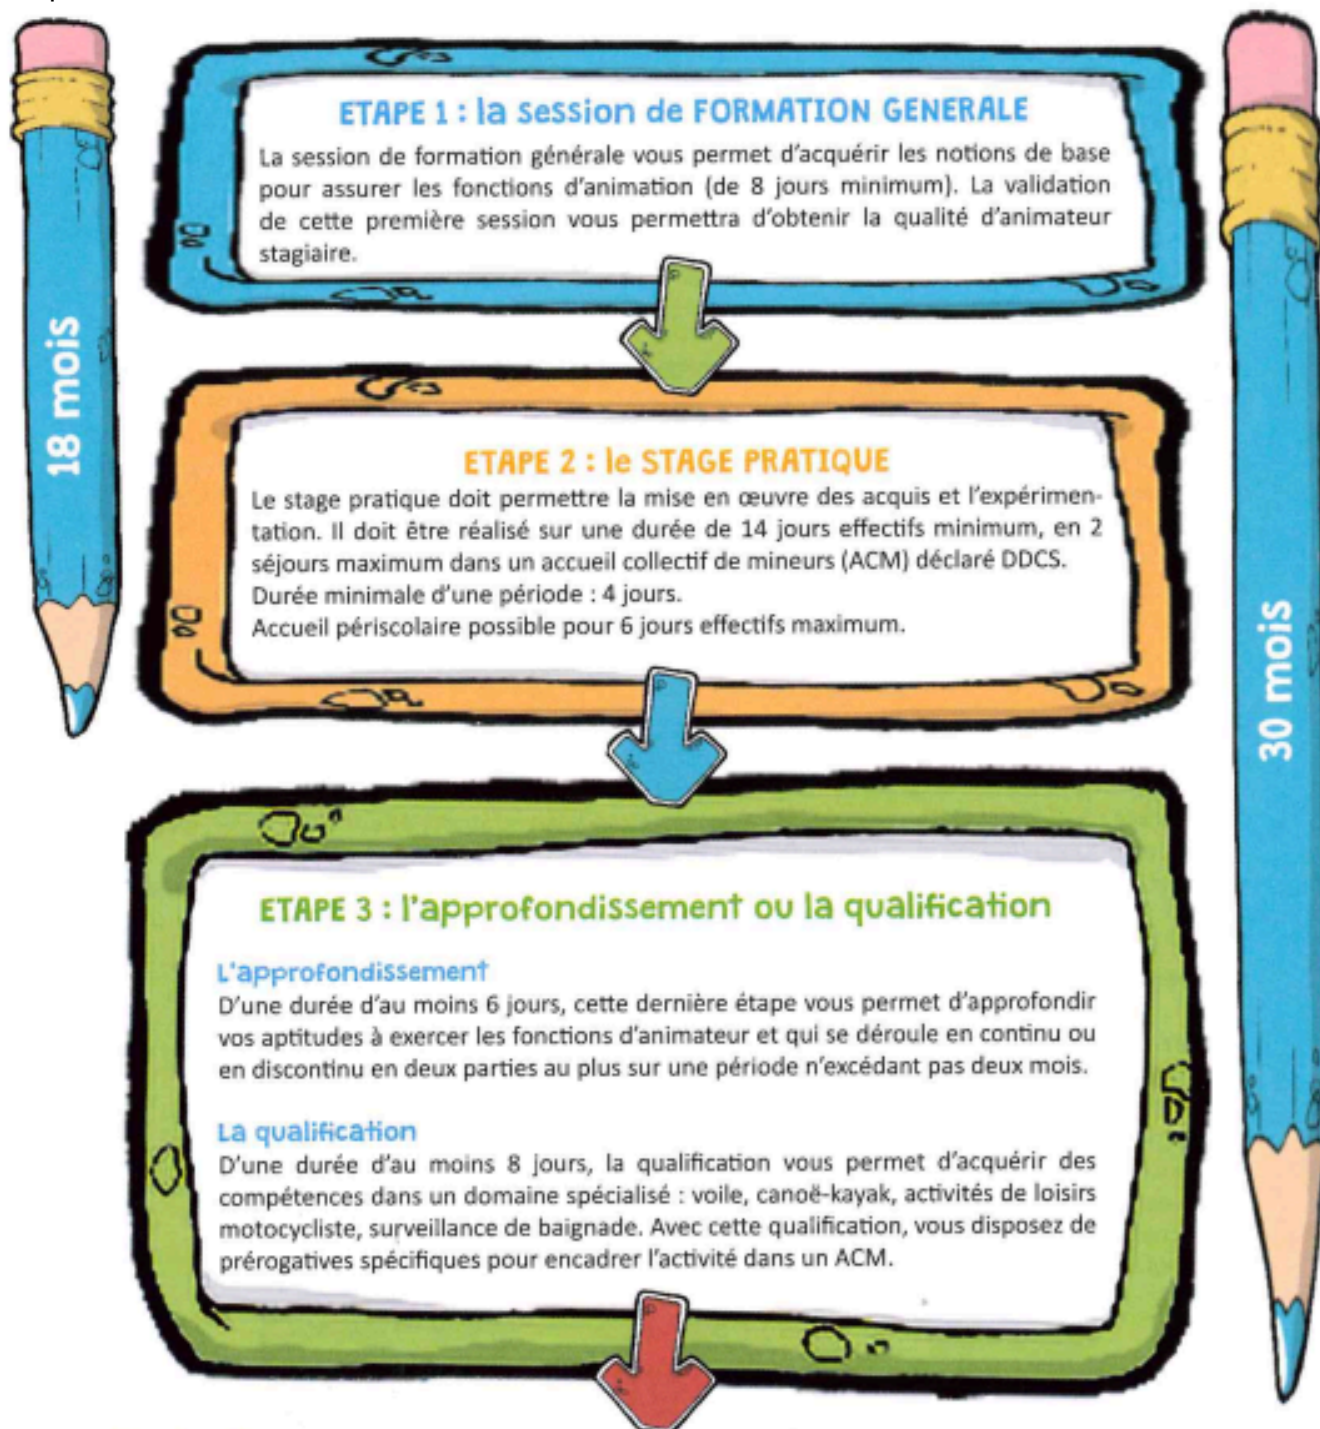 ETAPE 1 : la session de FORMATION GENERALE
La session de formation générale vous permet d'acquérir les notions de base
pour assurer les fonctions d'animation (de 8 jours minimum). La validation
de cette première session vous permettra d'obtenir la qualité d'animateur
stagiaire.
18 mois
ETAPE 2 : le STAGE PRATIQUE
Le stage pratique doit permettre la mise en œuvre des acquis et l'expérimen-
tation. Il doit être réalisé sur une durée de 14 jours effectifs minimum, en 2
séjours maximum dans un accueil collectif de mineurs (ACM) déclaré DDCS.
Durée minimale d'une période : 4 jours.
Accueil périscolaire possible pour 6 jours effectifs maximum.
30 mois
ETAPE 3 : l'approfondissement ou la qualification
L'approfondissement
D'une durée d'au moins 6 jours, cette dernière étape vous permet d'approfondir
vos aptitudes à exercer les fonctions d'animateur et qui se déroule en continu ou
en discontinu en deux parties au plus sur une période n'excédant pas deux mois.
La qualification
D'une durée d'au moins 8 jours, la qualification vous permet d'acquérir des
compétences dans un domaine spécialisé : voile, canoë-kayak, activités de loisirs
motocycliste, surveillance de baignade. Avec cette qualification, vous disposez de
prérogatives spécifiques pour encadrer l'activité dans un ACM.